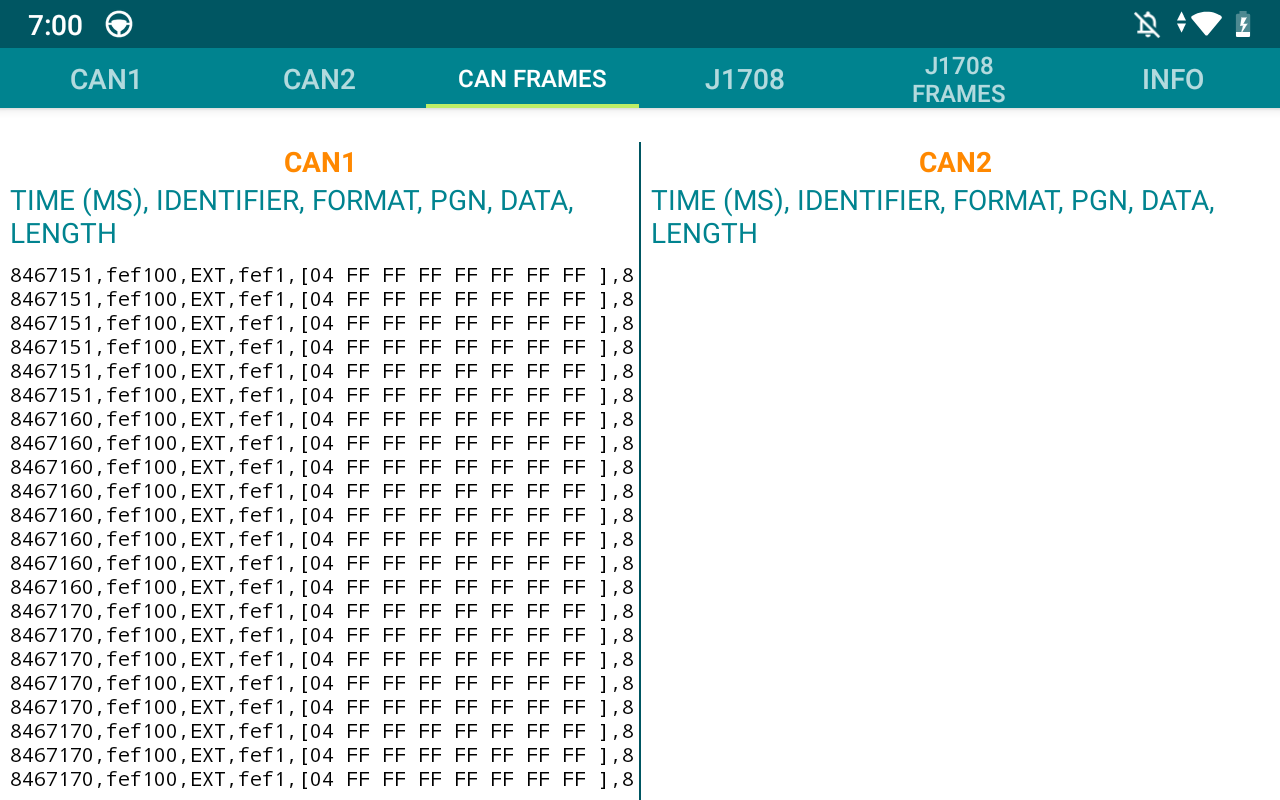 7:00
CAN1
CAN2
CAN FRAMES
J1708
J1708
FRAMES
INFO
CAN1
TIME (MS), IDENTIFIER, FORMAT, PGN, DATA,
LENGTH
8467151,fef100,EXT,fef1,[04 FF FF FF FF FF FF FF ],8
8467151,fef100,EXT,fef1,[04 FF FF FF FF FF FF FF ],8
8467151,fef100,EXT,fef1,[04 FF FF FF FF FF FF FF ],8
8467151,fef100,EXT,fef1,[04 FF FF FF FF FF FF FF ],8
8467151,fef100,EXT,fef1,[04 FF FF FF FF FF FF FF ],8
8467151,fef100,EXT,fef1,[04 FF FF FF FF FF FF FF ],8
8467160,fef100,EXT,fef1,[04 FF FF FF FF FF FF FF ],8
8467160,fef100,EXT,fef1,[04 FF FF FF FF FF FF FF ],8
8467160,fef100,EXT,fef1,[04 FF FF FF FF FF FF FF ],8
8467160,fef100,EXT,fef1,[04 FF FF FF FF FF FF FF ],8
8467160,fef100,EXT,fef1,[04 FF FF FF FF FF FF FF ],8
8467160,fef100,EXT,fef1,[04 FF FF FF FF FF FF FF ],8
8467160,fef100,EXT,fef1,[04 FF FF FF FF FF FF FF ],8
8467160,fef100,EXT,fef1,[04 FF FF FF FF FF FF FF ],8
8467170,fef100,EXT,fef1,[04 FF FF FF FF FF FF FF ],8
8467170,fef100,EXT,fef1,[04 FF FF FF FF FF FF FF ],8
8467170,fef100,EXT,fef1,[04 FF FF FF FF FF FF FF ],8
8467170,fef100,EXT,fef1,[04 FF FF FF FF FF FF FF ],8
8467170,fef100,EXT,fef1,[04 FF FF FF FF FF FF FF ],8
8467170,fef100,EXT,fef1,[04 FF FF FF FF FF FF FF ],8
8467170,fef100,EXT,fef1,[04 FF FF FF FF FF FF FF ],8
8467170,fef100,EXT,fef1,[04 FF FF FF FF FF FF FF ],8
CAN2
TIME (MS), IDENTIFIER, FORMAT, PGN, DATA,
LENGTH